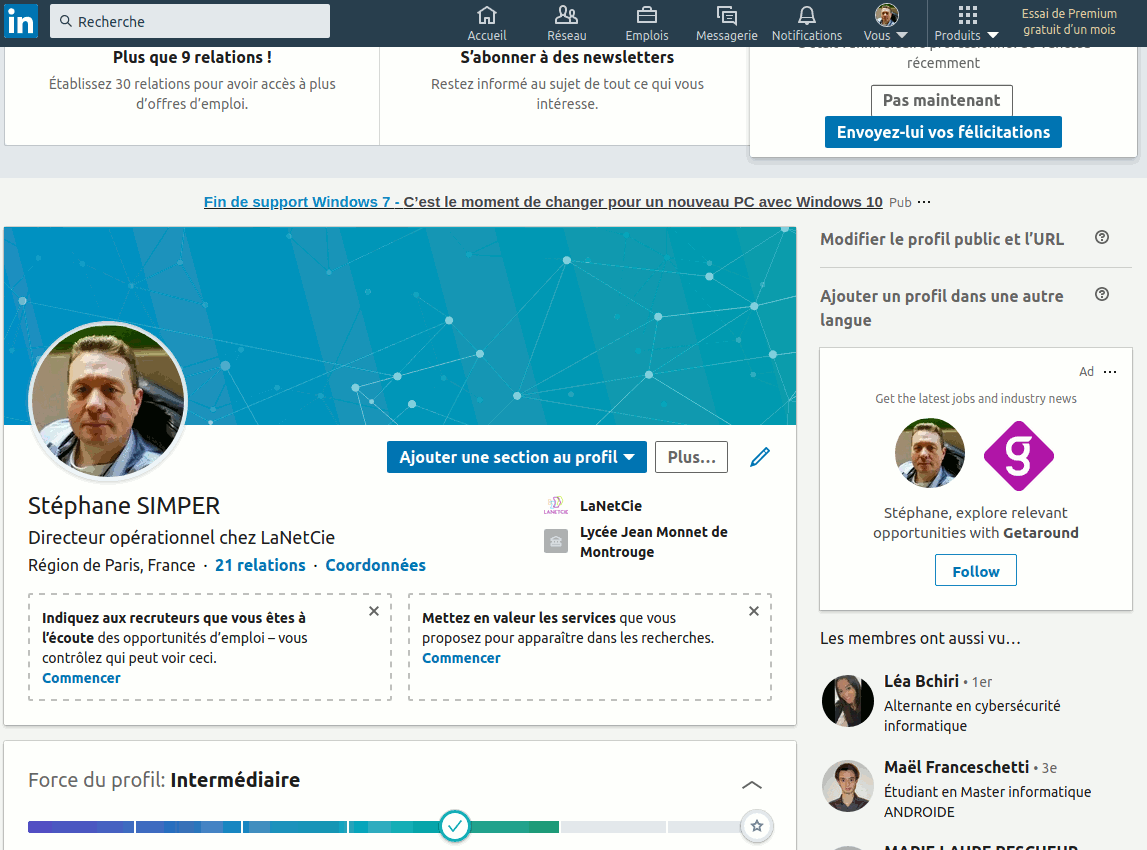 in
Recherche
Accueil
Réseau
Emplois
Messagerie
Notifications
Vous
Produits
Essai de Premium
gratuit d'un mois
Plus que 9 relations !
Établissez 30 relations pour avoir accès à plus
d'offres d'emploi.
S'abonner à des newsletters
Restez informé au sujet de tout ce qui vous
intéresse.
récemment
Pas maintenant
Envoyez-lui vos félicitations
Fin de support Windows 7 - C'est le moment de changer pour un nouveau PC avec Windows 10 Pub ...
Stéphane SIMPER
Directeur opérationnel chez LaNetCie
Région de Paris, France · 21 relations · Coordonnées
Ajouter une section au profil
Plus...
LANETCIE
LaNetCie
Lycée Jean Monnet de
Montrouge
Indiquez aux recruteurs que vous êtes à
l'écoute des opportunités d'emploi – vous
contrôlez qui peut voir ceci.
Commencer
Mettez en valeur les services que vous
proposez pour apparaître dans les recherches.
Commencer
Force du profil: Intermédiaire
Modifier le profil public et l'URL
Ajouter un profil dans une autre
langue
Ad ...
Get the latest jobs and industry news
g
Stéphane, explore relevant
opportunities with Getaround
Follow
Les membres ont aussi vu…
Léa Bchiri • 1er
Alternante en cybersécurité
informatique
Maël Franceschetti • 3e
Étudiant en Master informatique
ANDROIDE
MARIE LAURE PESCHEUR